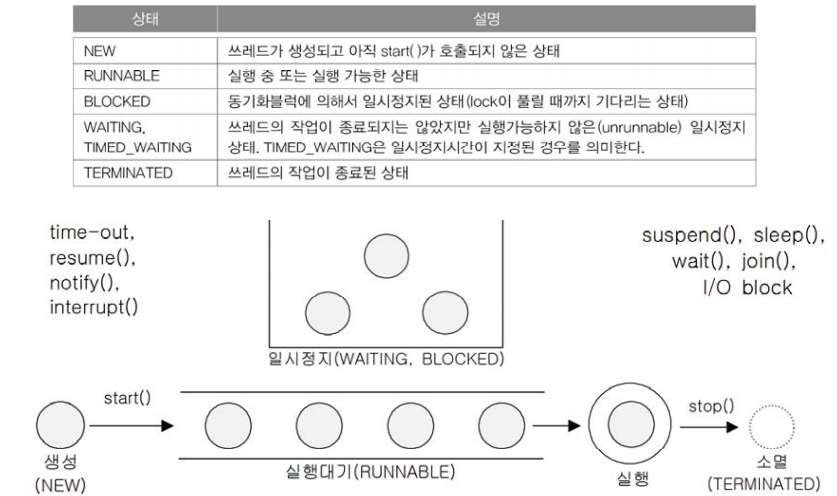 상태 설명
NEW 쓰레드가 생성되고 아직 start( )가 호출되지 않은 상태
RUNNABLE 실행 중 또는 실행 가능한 상태
BLOCKED 동기화블럭에 의해서 일시정지된 상태(lock이 풀릴 때까지 기다리는 상태)
WAITING, 쓰레드의 작업이 종료되지는 않았지만 실행가능하지 않은(unrunnable) 일시정지
TIMED_WAITING 상태. TIMED_WAITING은 일시정지시간이 지정된 경우를 의미한다.
TERMINATED 쓰레드의 작업이 종료된 상태
time-out,
resume(),
notify(),
interrupt()
suspend(), sleep(),
wait(), join(),
I/O block
일시정지(WAITING, BLOCKED)
start()
stop()
생성
(NEW)
실행대기(RUNNABLE)
실행
소멸
(TERMINATED)